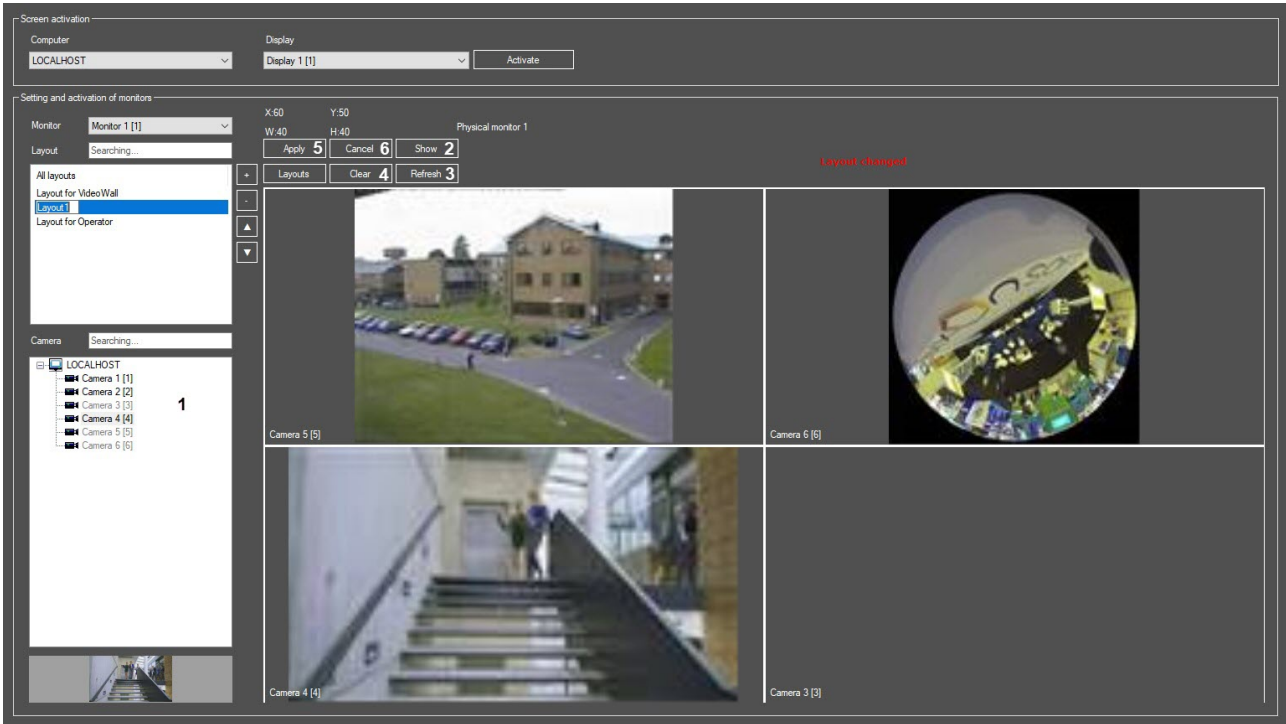 Screen activation
Computer
Display
LOCALHOST
Display 1 [1]
Activate
Setting and activation of monitors
X:60
Y:50
Monitor
Monitor 1 [1]
W:40
H:40
Physical monitor 1
Layout
Searching...
Apply 5
Cancel 6
Show 2
Layout changed
All layouts
+
Layouts
Clear 4
Refresh 3
Layout for VideoWall
-
Layout1
Layout for Operator
▲
▼
Camera
Searching...
LOCALHOST
Camera 1 [1]
Camera 2 [2]
Camera 3 [3]
1
Camera 4 [4]
Camera 5 [5]
Camera 6 [6]
Camera 5 [5]
Camera 6 [6]
Camera 4 [4]
Camera 3 [3]